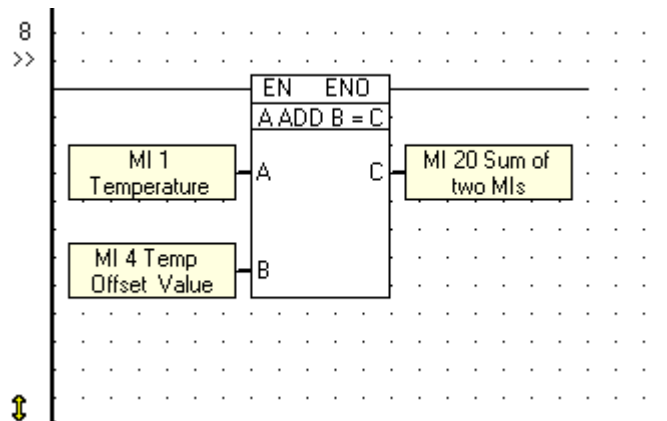 8
>>
EN ENO
A ADD B = C
MI 1
Temperature
A
C
MI 20 Sum of
two MIs
MI 4 Temp
Offset Value
B